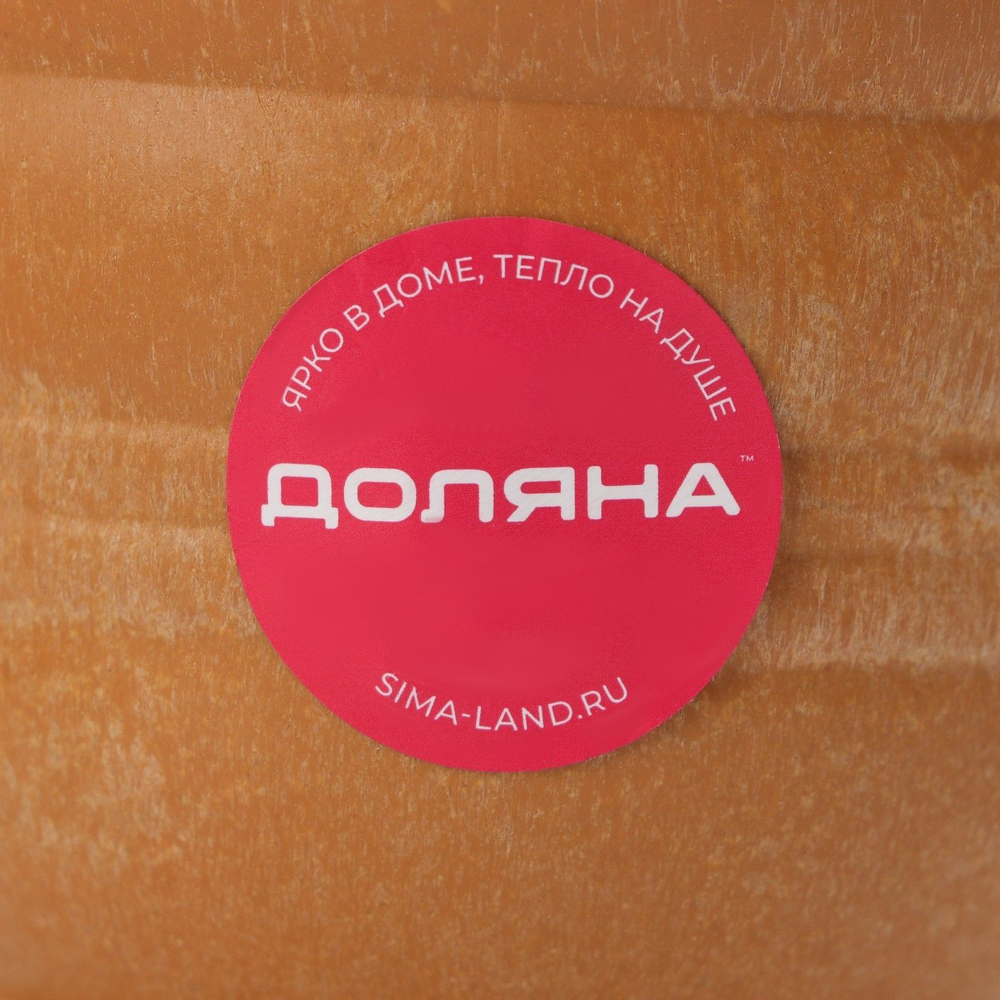 ЯРКО В ДОМЕ, ТЕПЛО НА ДУШЕ
ДОЛЯНА™
SIMA-LAND.RU